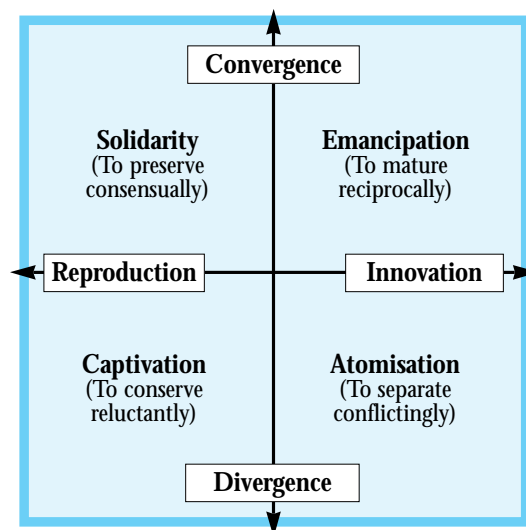 Convergence
Solidarity
(To preserve
consensually)
Emancipation
(To mature
reciprocally)
Reproduction
Innovation
Captivation
(To conserve
reluctantly)
Atomisation
(To separate
conflictingly)
Divergence